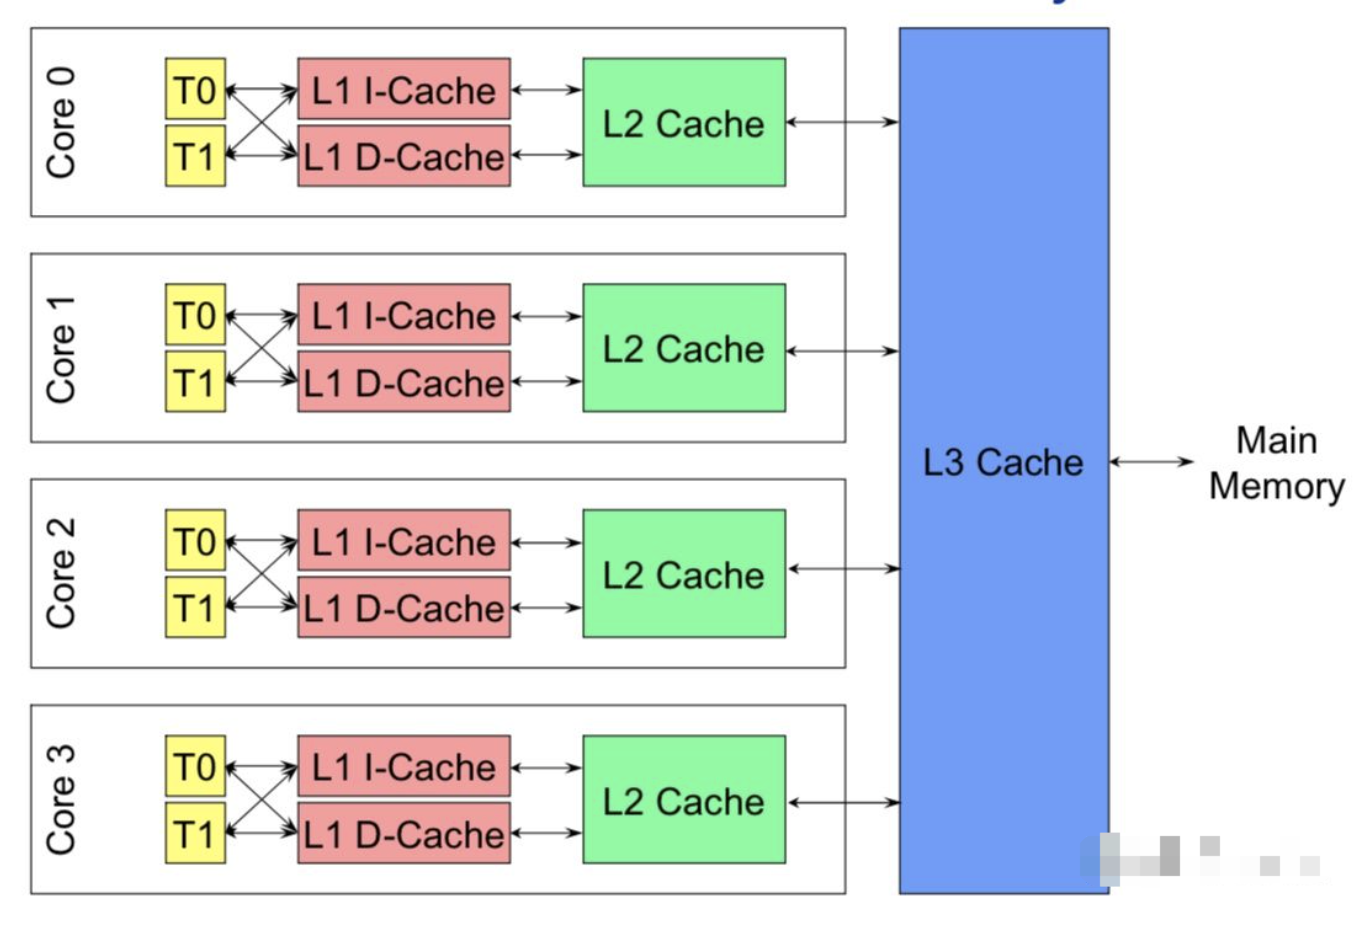 Core 0
T0
L1 I-Cache
T1
L1 D-Cache
L2 Cache
Core 1
T0
L1 I-Cache
T1
L1 D-Cache
L2 Cache
Core 2
T0
L1 I-Cache
T1
L1 D-Cache
L2 Cache
Core 3
T0
L1 I-Cache
T1
L1 D-Cache
L2 Cache
L3 Cache
Main
Memory